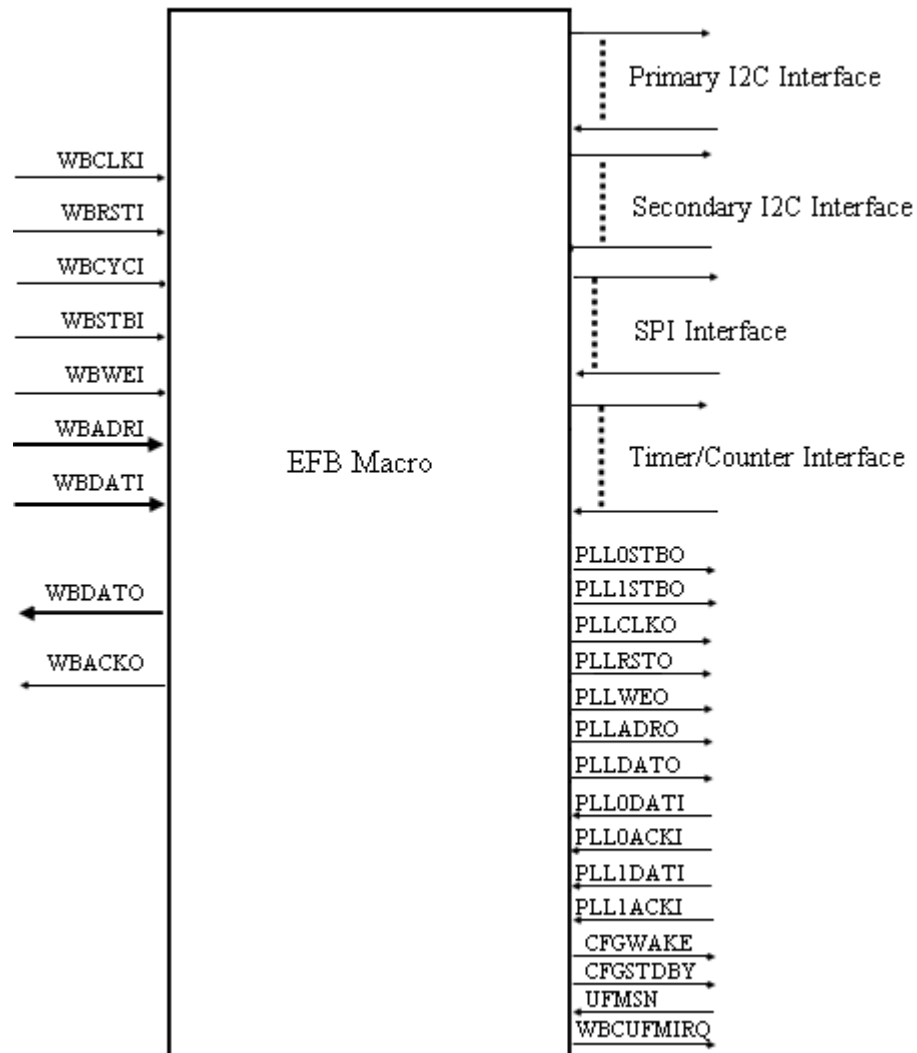 Primary I2C Interface
WBCLKI
WBRSTI
Secondary I2C Interface
WBCYCI
WBSTBI
SPI Interface
WBWEI
WBADRI
EFB Macro
Timer/Counter Interface
WBDATI
PLL0STBO
WBDATO
PLL1STBO
PLLCLKO
WBACKO
PLLRSTO
PLLWEO
PLLADRO
PLLDATO
PLL0DATI
PLL0ACKI
PLL1DATI
PLL1ACKI
CFGWAKE
CFGSTDBY
UFMSN
WBCUFMIRQ